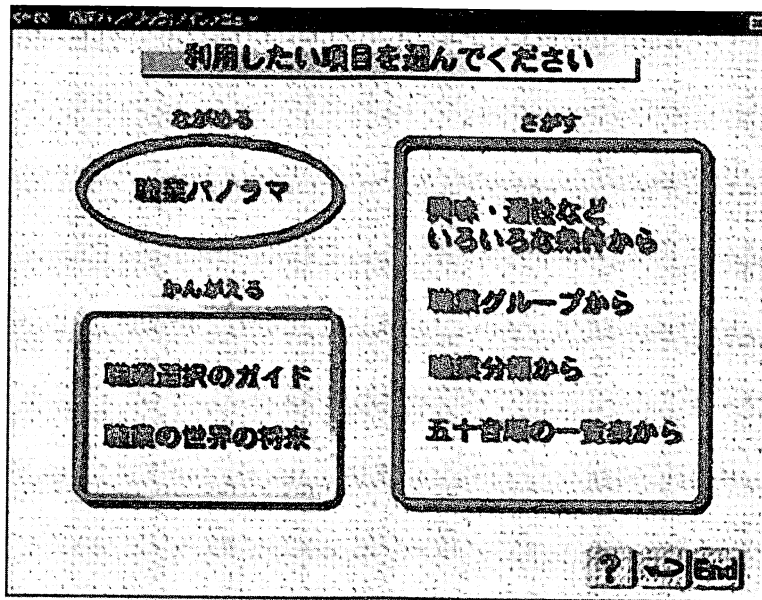 利用したい項目を選んでください
ながめる
職業パノラマ
かんがえる
職業選択のガイド
職業の世界の将来
さがす
興味・適性など
いろいろな条件から
職業グループから
職業分類から
五十音順の一覧表から
? End